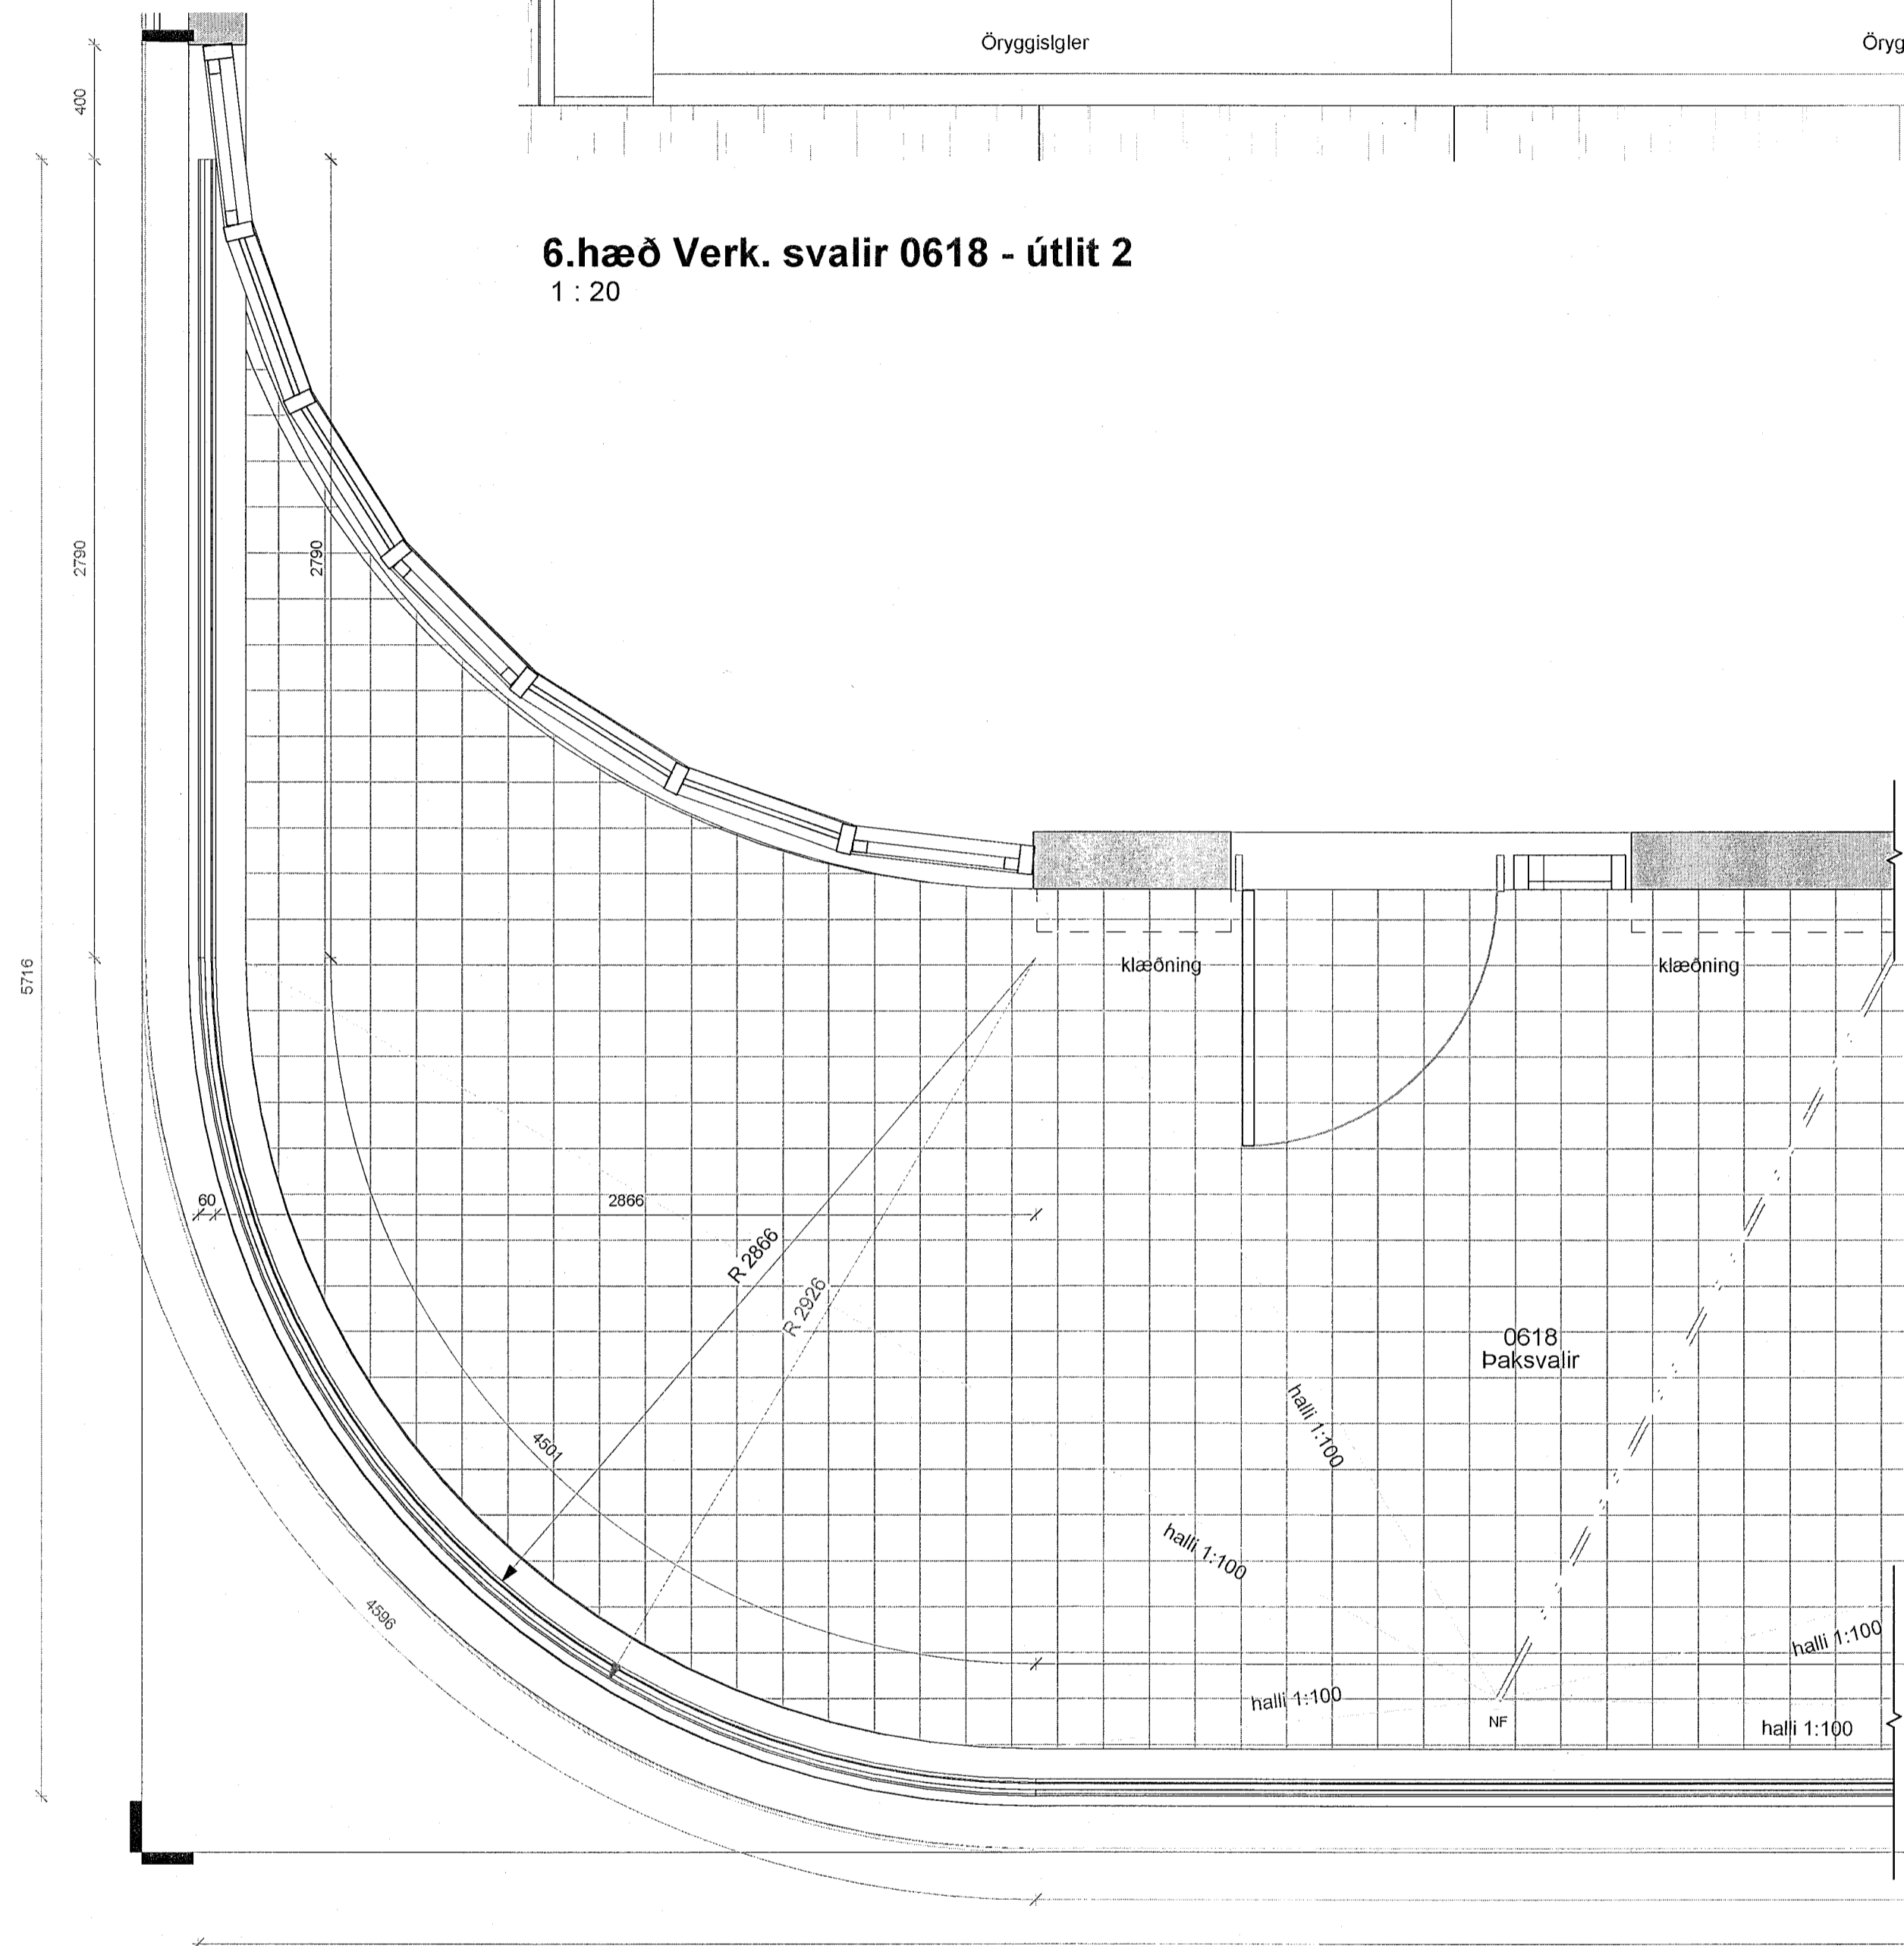 Öryggislgler
Öryg
400
6.hæð Verk. svalir 0618 - útlit 2
1 : 20
2790
2790
klæðning
klæðning
5716
60
2866
R 2866
R 2926
0618
Þaksvalir
halli 1:100
4501
halli 1:100
4596
halli 1:100
halli 1:100
NF
halli 1:100